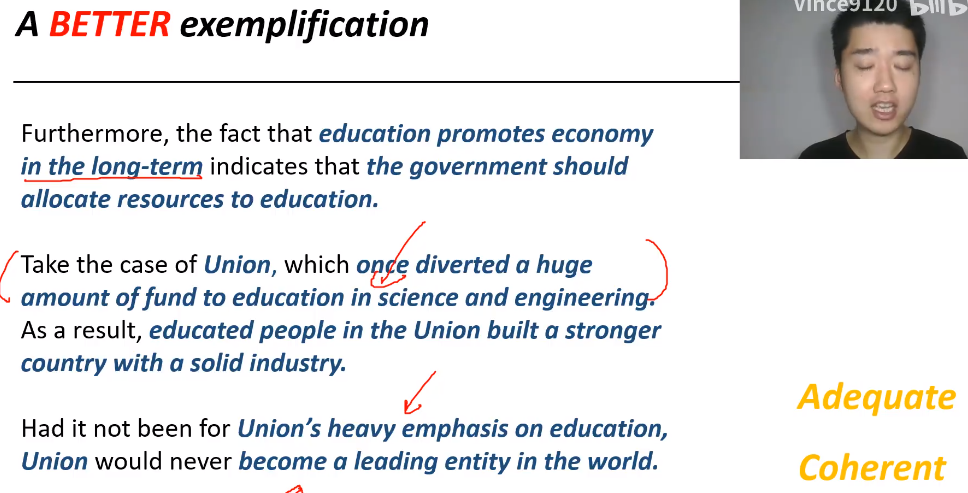 A BETTER exemplification
vince9120 bilibili
Furthermore, the fact that education promotes economy
in the long-term indicates that the government should
allocate resources to education.
Take the case of Union, which once diverted a huge
amount of fund to education in science and engineering.
As a result, educated people in the Union built a stronger
country with a solid industry.
Had it not been for Union's heavy emphasis on education,
Union would never become a leading entity in the world.
Adequate
Coherent